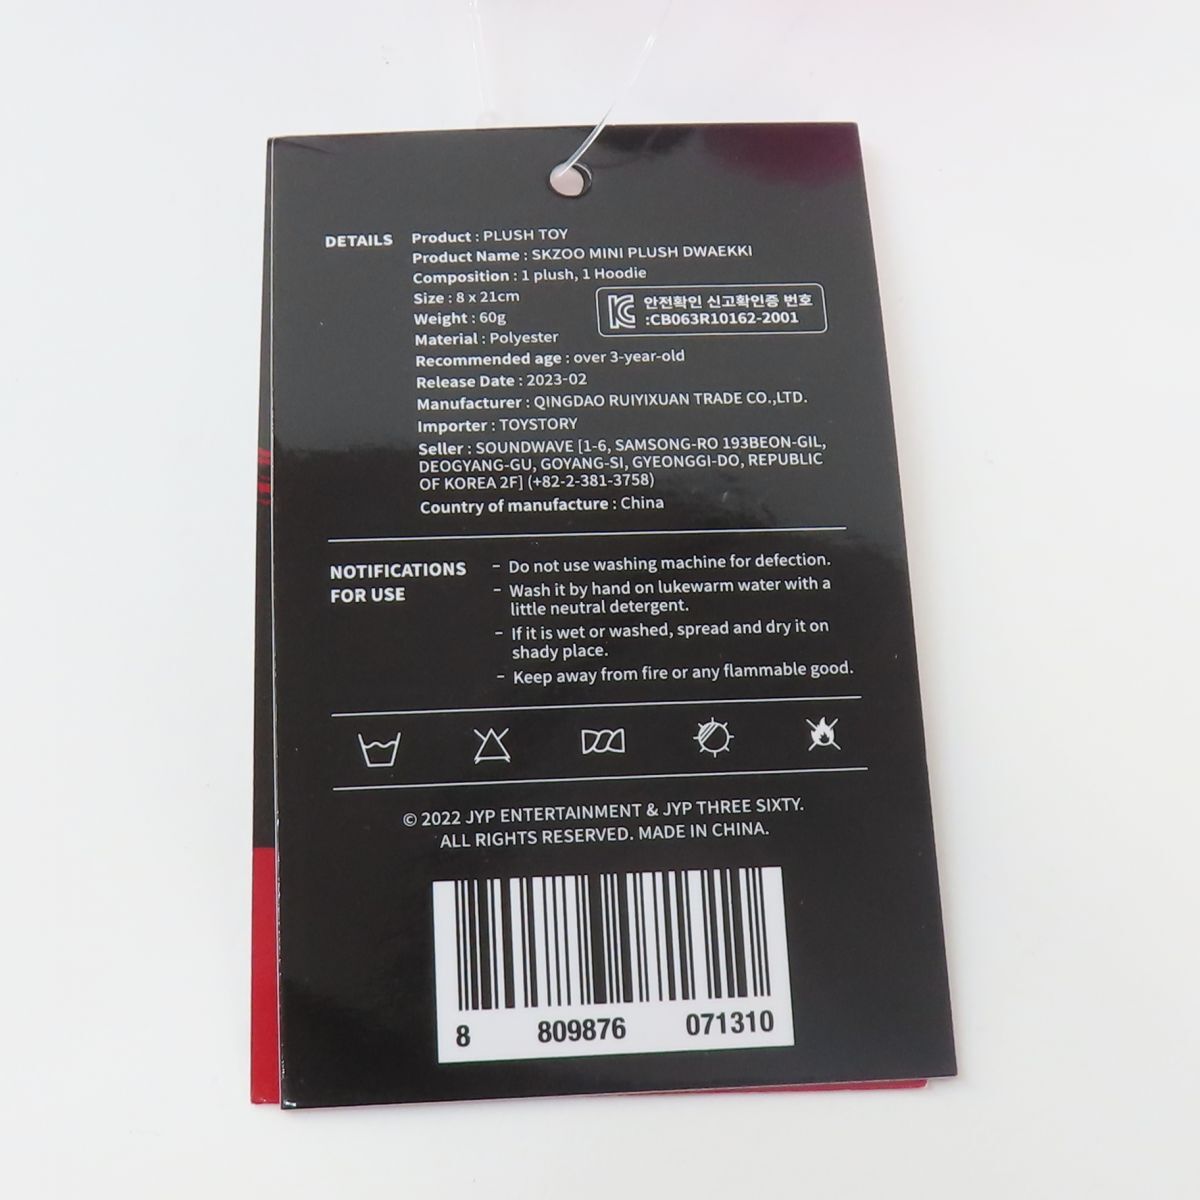 DETAILS
Product : PLUSH TOY
Product Name : SKZOO MINI PLUSH DWAEKKI
Composition : 1 plush, 1 Hoodie
Size : 8 x 21cm
Weight : 60g
KC 안전확인 신고확인증 번호
:CB063R10162-2001
Material : Polyester
Recommended age : over 3-year-old
Release Date : 2023-02
Manufacturer : QINGDAO RUIYIXUAN TRADE CO.,LTD.
Importer : TOYSTORY
Seller : SOUNDWAVE [1-6, SAMSONG-RO 193BEON-GIL,
DEOGYANG-GU, GOYANG-SI, GYEONGGI-DO, REPUBLIC
OF KOREA 2F] (+82-2-381-3758)
Country of manufacture : China
NOTIFICATIONS
FOR USE
- Do not use washing machine for defection.
- Wash it by hand on lukewarm water with a
little neutral detergent.
- If it is wet or washed, spread and dry it on
shady place.
- Keep away from fire or any flammable good.
© 2022 JYP ENTERTAINMENT & JYP THREE SIXTY.
ALL RIGHTS RESERVED. MADE IN CHINA.
8 809876 071310